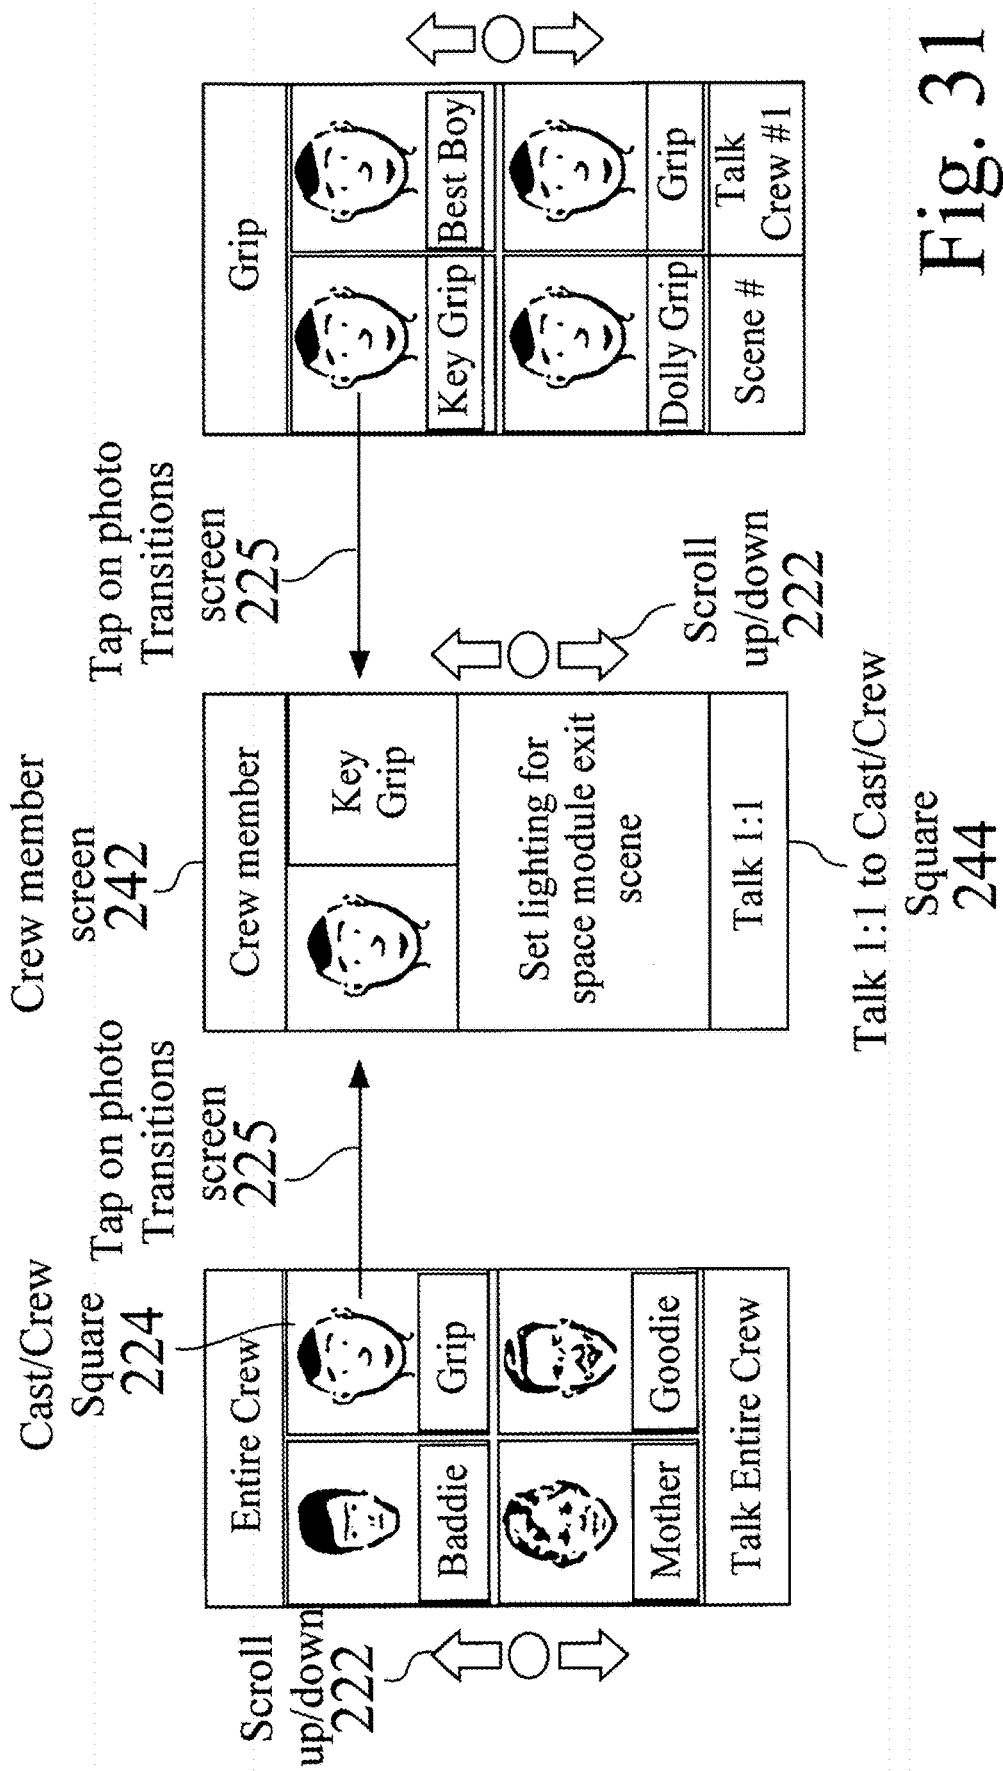 Crew member
screen
242
Cast/Crew
Square
224
Tap on photo
Transitions
screen
225
Tap on photo
Transitions
screen
225
Scroll
up/down
222
Entire Crew
Baddie
Grip
Mother
Goodie
Talk Entire Crew
Crew member
Key
Grip
Set lighting for
space module exit
scene
Talk 1:1
Scroll
up/down
222
Talk 1:1 to Cast/Crew
Square
244
Grip
Key Grip
Best Boy
Dolly Grip
Grip
Scene #
Talk
Crew #1
Fig. 31